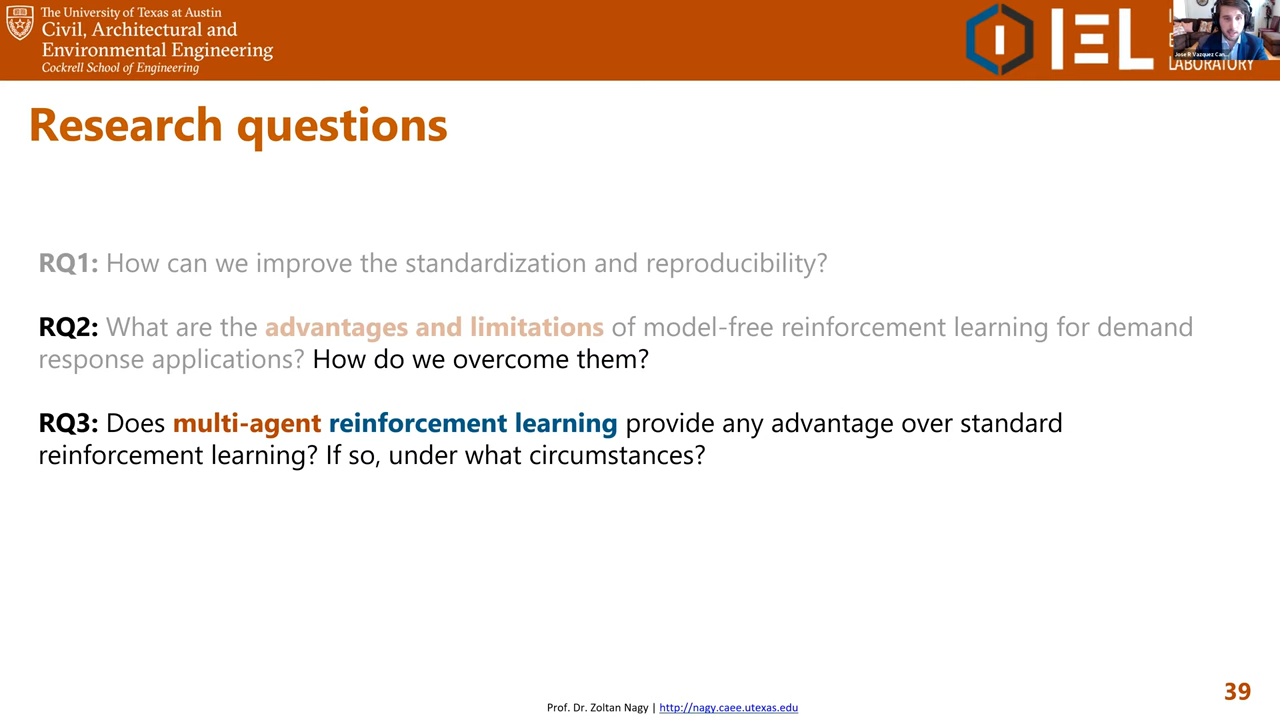 The University of Texas at Austin
Civil, Architectural and
Environmental Engineering
Cockrell School of Engineering
IEL
LABORATORY
Jose R Vazquez Can...
Research questions
RQ1: How can we improve the standardization and reproducibility?
RQ2: What are the advantages and limitations of model-free reinforcement learning for demand
response applications? How do we overcome them?
RQ3: Does multi-agent reinforcement learning provide any advantage over standard
reinforcement learning? If so, under what circumstances?
39
Prof. Dr. Zoltan Nagy | http://nagy.caee.utexas.edu